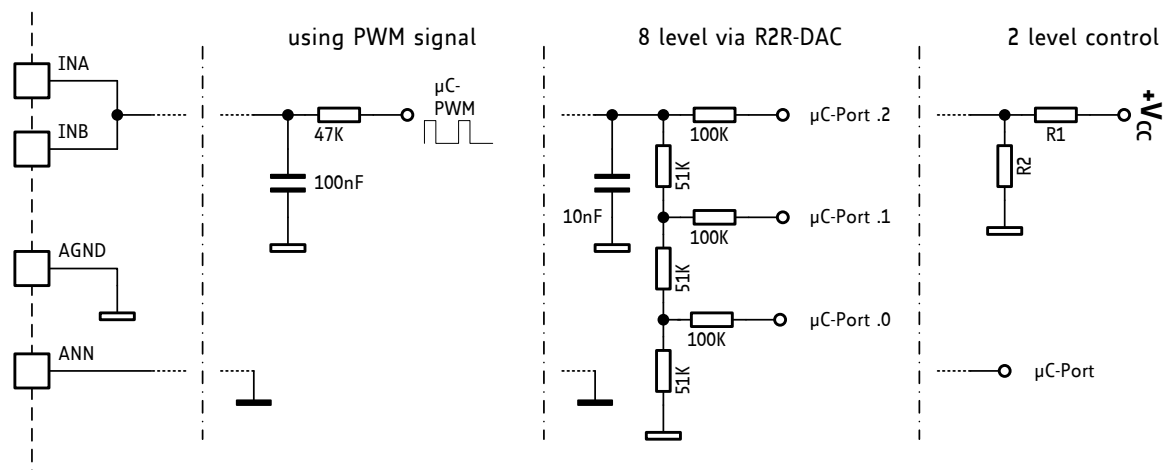 using PWM signal
8 level via R2R-DAC
2 level control
INA
INB
AGND
ANN
µC-
PWM
47K
100nF
10nF
100K
µC-Port .2
51K
100K
µC-Port .1
51K
100K
µC-Port .0
51K
R1
+VCC
R2
µC-Port